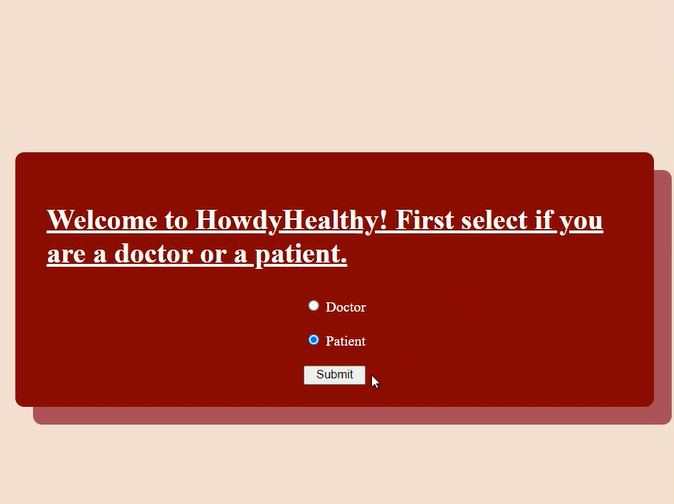 Welcome to HowdyHealthy! First select if you
are a doctor or a patient.
Doctor
Patient
Submit